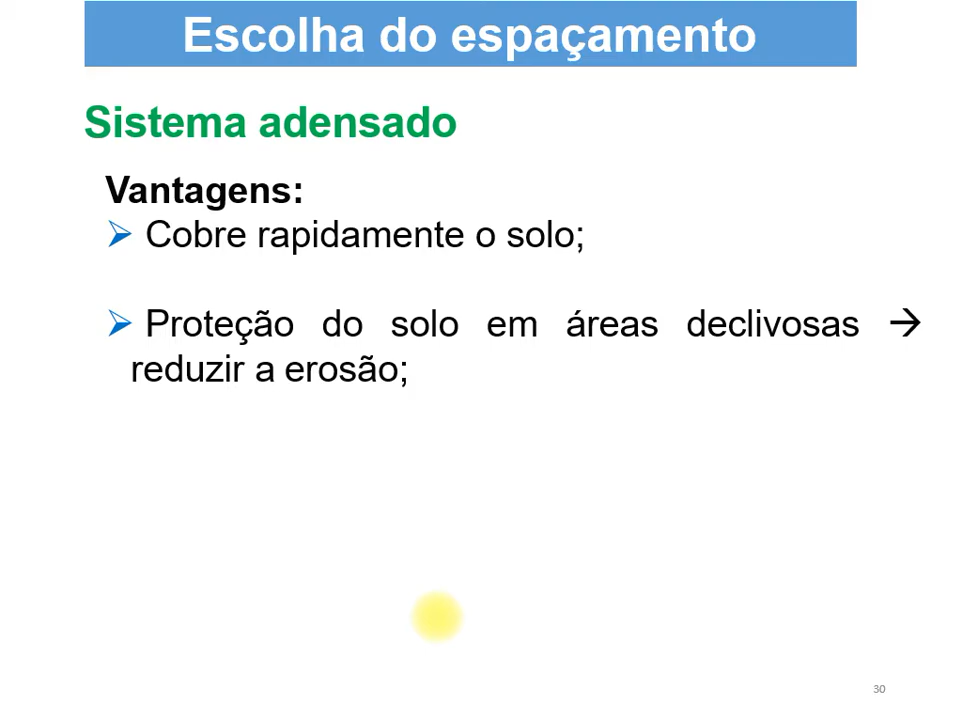 Escolha do espaçamento
Sistema adensado
Vantagens:
➢ Cobre rapidamente o solo;
➢ Proteção do solo em áreas declivosas →
reduzir a erosão;
30